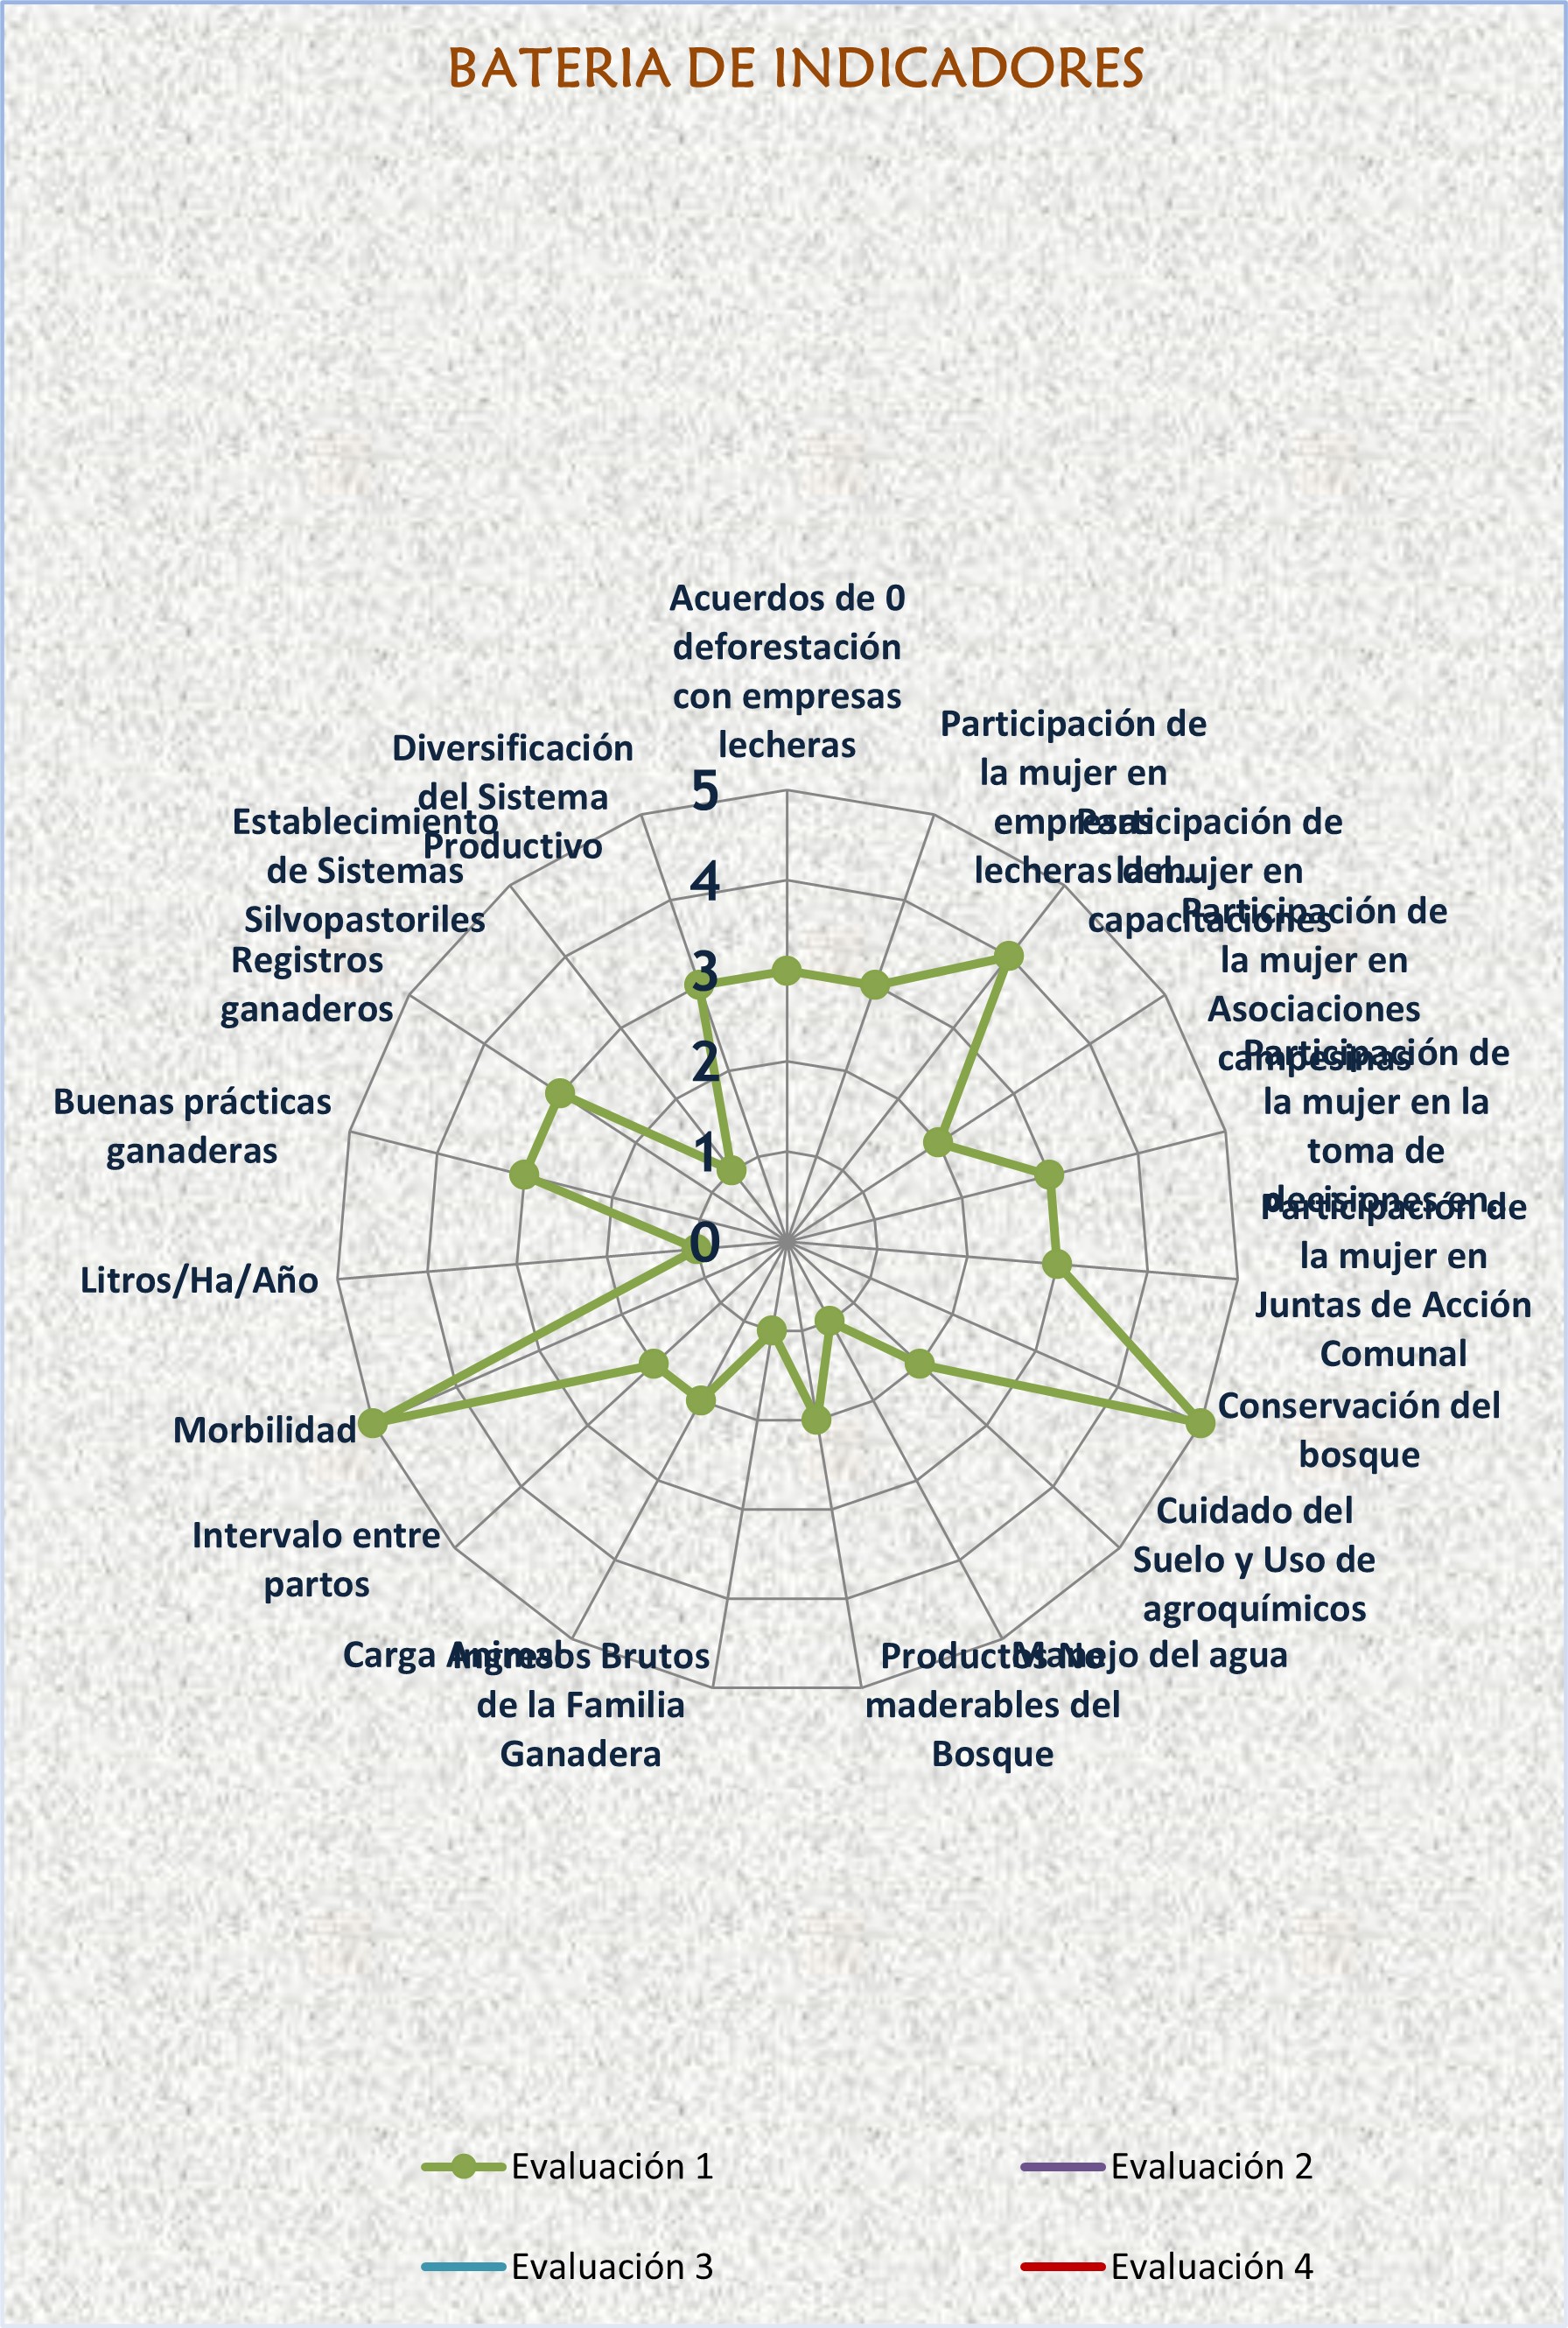 BATERIA DE INDICADORES
Acuerdos de 0
deforestación
con empresas
lecheras
Participación de
la mujer en
empresas
lecheras del...
Participación de
la mujer en
capacitaciones
Participación de
la mujer en
Asociaciones
campesinas
Participación de
la mujer en la
toma de
decisiones en...
Participación de
la mujer en
Juntas de Acción
Comunal
Conservación del
bosque
Cuidado del
Suelo y Uso de
agroquímicos
Manejo del agua
Productos No
maderables del
Bosque
Ingresos Brutos
de la Familia
Ganadera
Carga Animal
Intervalo entre
partos
Morbilidad
Litros/Ha/Año
Buenas prácticas
ganaderas
Registros
ganaderos
Establecimiento
de Sistemas
Silvopastoriles
Diversificación
del Sistema
Productivo
5
4
3
2
1
0
Evaluación 1
Evaluación 2
Evaluación 3
Evaluación 4